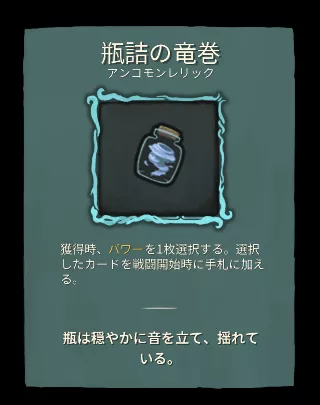 瓶詰の竜巻
アンコモンレリック
獲得時、パワーを1枚選択する。選択
したカードを戦闘開始時に手札に加え
る。
瓶は穏やかに音を立て、揺れて
いる。